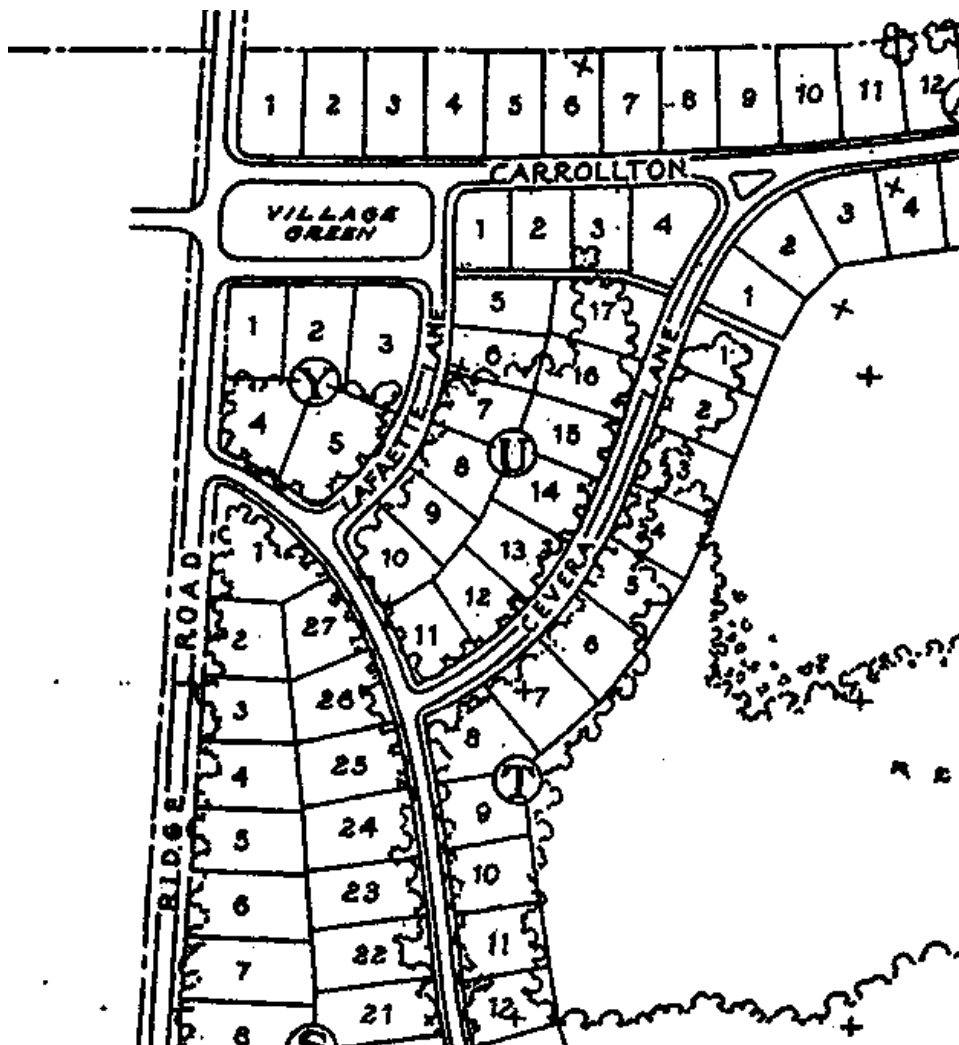 1 2 3 4 5 6 7 8 9 10 11 12
CARROLLTON
VILLAGE
GREEN
1 2 3 4
1 2 3 4
1 2 3
Y
4 5
LAFAETTE LANE
5 17
6 16
7 15
U
8 14
9 13
10 12
11
CEVERA LANE
1
2
3
4
5
6
7
8
T
9
10
11
12
RIDGE ROAD
1
2 27
3 26
4 25
5 24
6 23
7 22
8 21